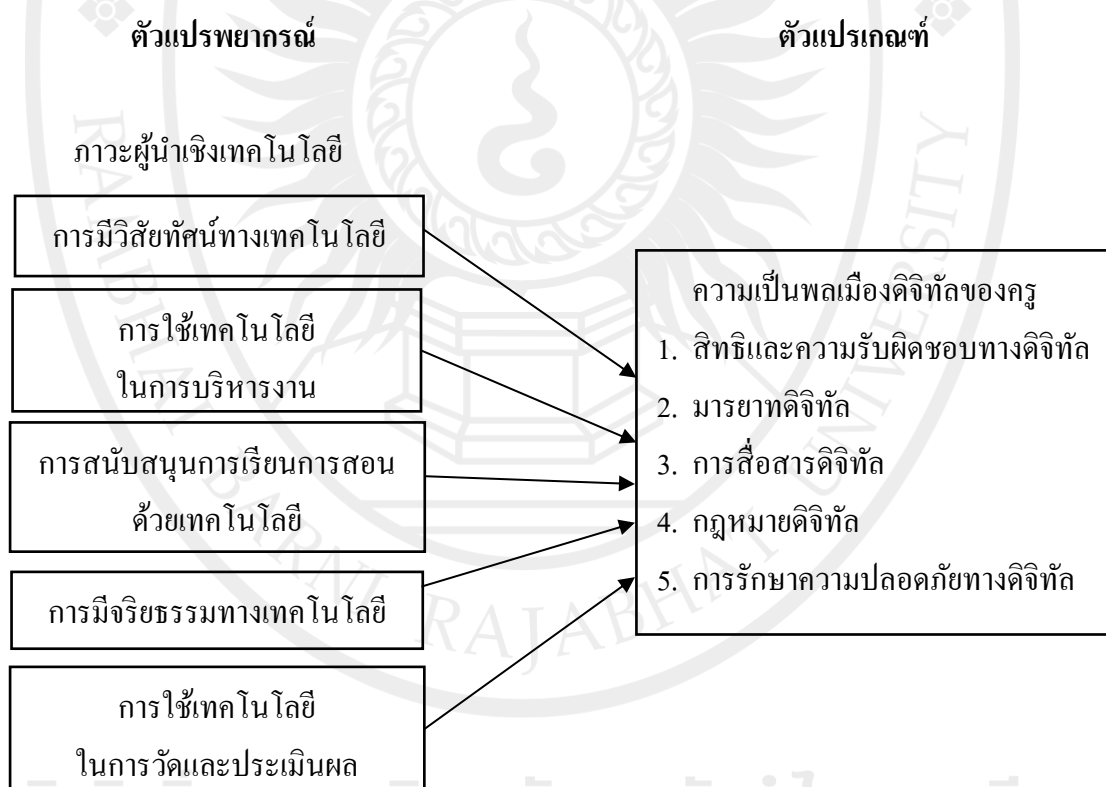 ตัวแปรพยากรณ์
ตัวแปรเกณฑ์
ภาวะผู้นำเชิงเทคโนโลยี
การมีวิสัยทัศน์ทางเทคโนโลยี
การใช้เทคโนโลยี
ในการบริหารงาน
การสนับสนุนการเรียนการสอน
ด้วยเทคโนโลยี
การมีจริยธรรมทางเทคโนโลยี
การใช้เทคโนโลยี
ในการวัดและประเมินผล
ความเป็นพลเมืองดิจิทัลของครู
1. สิทธิและความรับผิดชอบทางดิจิทัล
2. มารยาทดิจิทัล
3. การสื่อสารดิจิทัล
4. กฎหมายดิจิทัล
5. การรักษาความปลอดภัยทางดิจิทัล
RAMBHAI BARNI RAJABHAT UNIVERSITY